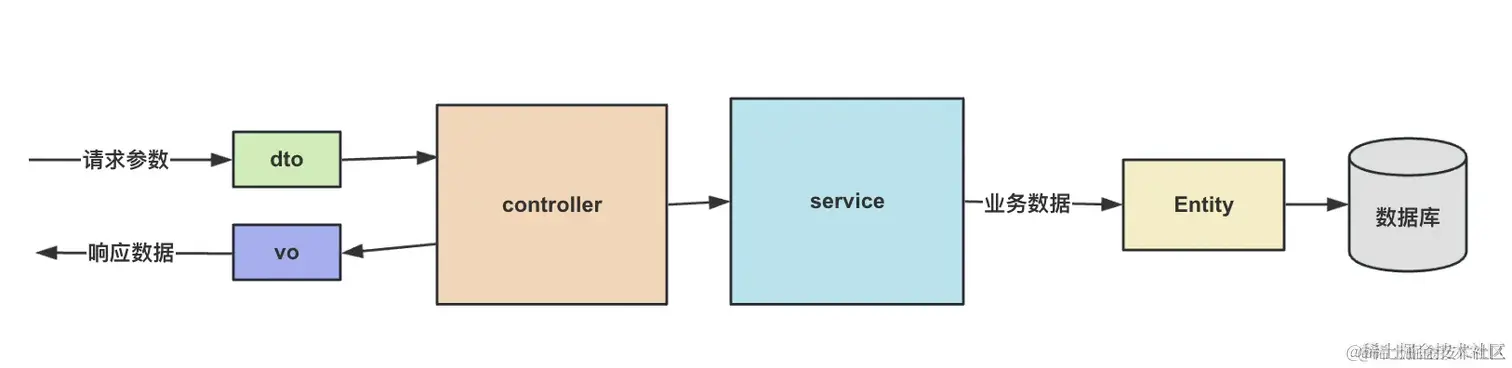 请求参数
dto
响应数据
vo
controller
service
业务数据
Entity
数据库
@稀土掘金技术社区